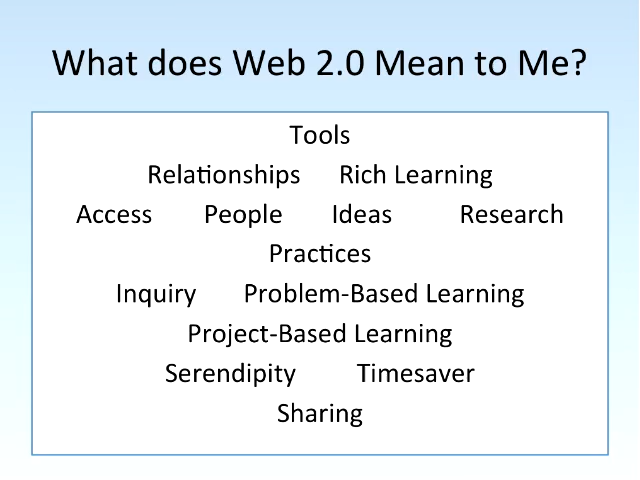 What does Web 2.0 Mean to Me?
Tools
Relationships Rich Learning
Access People Ideas Research
Practices
Inquiry Problem-Based Learning
Project-Based Learning
Serendipity Timesaver
Sharing